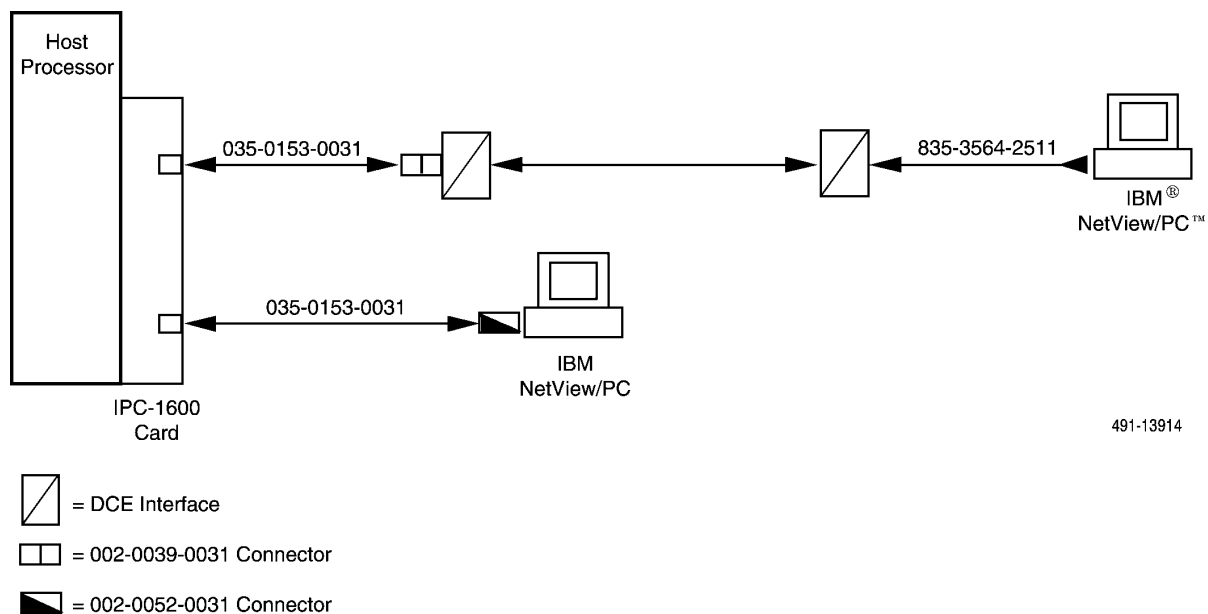 Host
Processor
035-0153-0031
835-3564-2511
IBM®
NetView/PC™
035-0153-0031
IBM
NetView/PC
IPC-1600
Card
491-13914
= DCE Interface
= 002-0039-0031 Connector
= 002-0052-0031 Connector